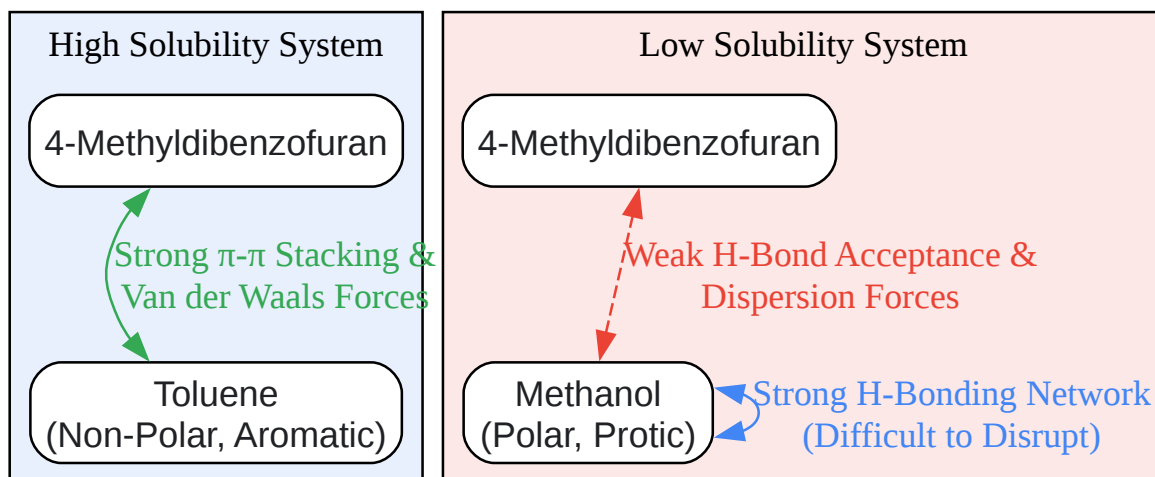 High Solubility System
4-Methyldibenzofuran
Strong π-π Stacking &
Van der Waals Forces
Toluene
(Non-Polar, Aromatic)
Low Solubility System
4-Methyldibenzofuran
Weak H-Bond Acceptance &
Dispersion Forces
Methanol
(Polar, Protic)
Strong H-Bonding Network
(Difficult to Disrupt)